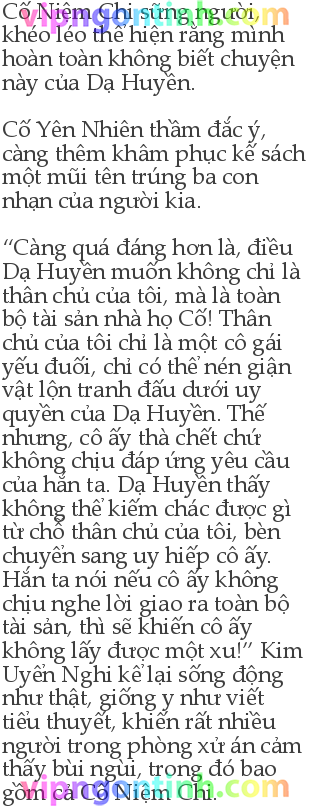 Cố Niệm Chi sững người,
khéo léo thể hiện rằng mình
hoàn toàn không biết chuyện
này của Dạ Huyền.

Cố Yên Nhiên thầm đắc ý,
càng thêm khâm phục kế sách
một mũi tên trúng ba con
nhạn của người kia.

“Càng quá đáng hơn là, điều
Dạ Huyền muốn không chỉ là
thân chủ của tôi, mà là toàn
bộ tài sản nhà họ Cố! Thân
chủ của tôi chỉ là một cô gái
yếu đuối, chỉ có thể nén giận
vật lộn tranh đấu dưới uy
quyền của Dạ Huyền. Thế
nhưng, cô ấy thà chết chứ
không chịu đáp ứng yêu cầu
của hắn ta. Dạ Huyền thấy
không thể kiếm chác được gì
từ chỗ thân chủ của tôi, bèn
chuyển sang uy hiếp cô ấy.
Hắn ta nói nếu cô ấy không
chịu nghe lời giao ra toàn bộ
tài sản, thì sẽ khiến cô ấy
không lấy được một xu!” Kim
Uyển Nghi kể lại sống động
như thật, giống y như viết
tiểu thuyết, khiến rất nhiều
người trong phòng xử án cảm
thấy bùi ngùi, trong đó bao
gồm cả Cố Niệm Chi.
vipngontinh.com
vipngontinh.com